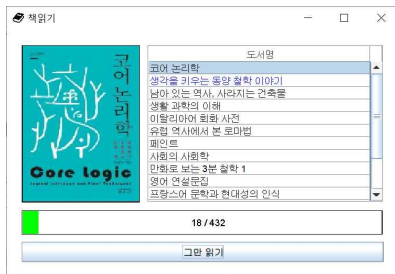 책읽기
코어 논리학
Core Logic
도서명
코어 논리학
생각을 키우는 동양 철학 이야기
남아 있는 역사, 사라지는 건축물
생활 과학의 이해
이탈리아어 회화 사전
유럽 역사에서 본 로마법
페인트
사회의 사회학
만화로 보는 3분 철학 1
영어 연설문집
프랑스어 문학과 현대성의 인식
18 / 432
그만 읽기